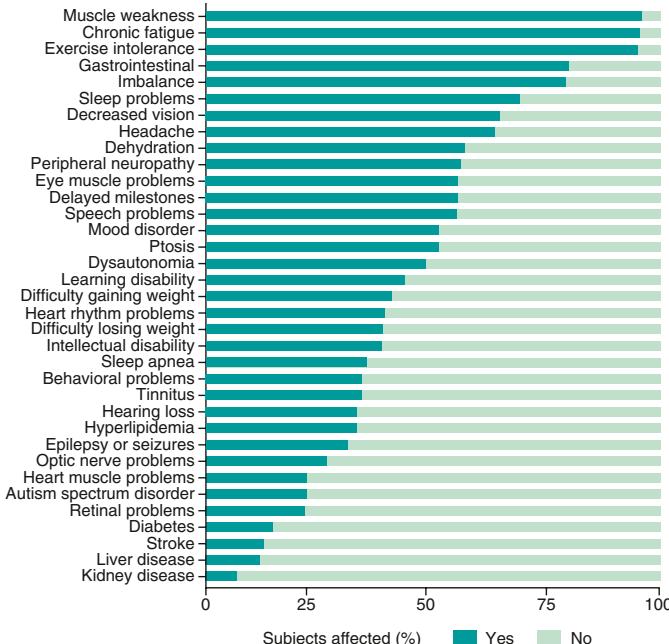 Muscle weakness
Chronic fatigue
Exercise intolerance
Gastrointestinal
Imbalance
Sleep problems
Decreased vision
Headache
Dehydration
Peripheral neuropathy
Eye muscle problems
Delayed milestones
Speech problems
Mood disorder
Ptosis
Dysautonomia
Learning disability
Difficulty gaining weight
Heart rhythm problems
Difficulty losing weight
Intellectual disability
Sleep apnea
Behavioral problems
Tinnitus
Hearing loss
Hyperlipidemia
Epilepsy or seizures
Optic nerve problems
Heart muscle problems
Autism spectrum disorder
Retinal problems
Diabetes
Stroke
Liver disease
Kidney disease
0 25 50 75 100
Subjects affected (%) Yes No